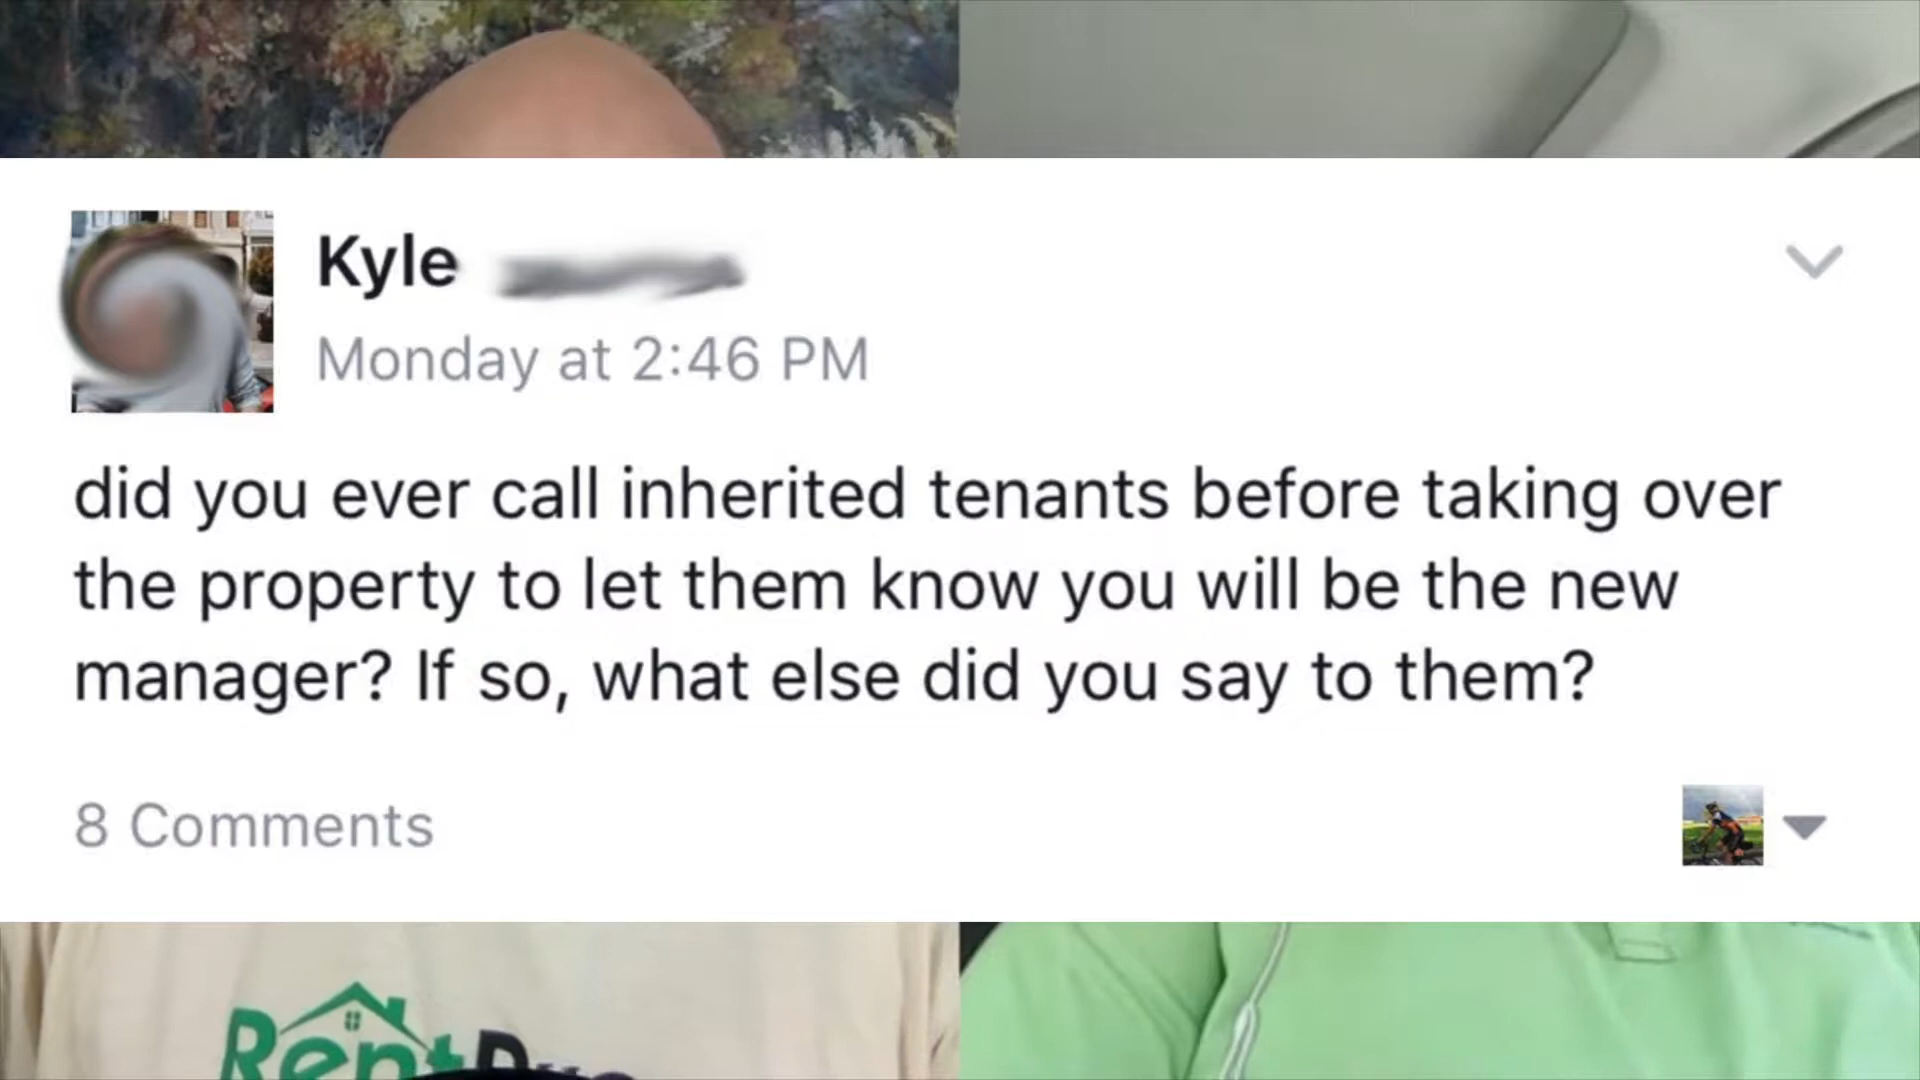 Kyle
Monday at 2:46 PM
did you ever call inherited tenants before taking over
the property to let them know you will be the new
manager? If so, what else did you say to them?
8 Comments
Rent